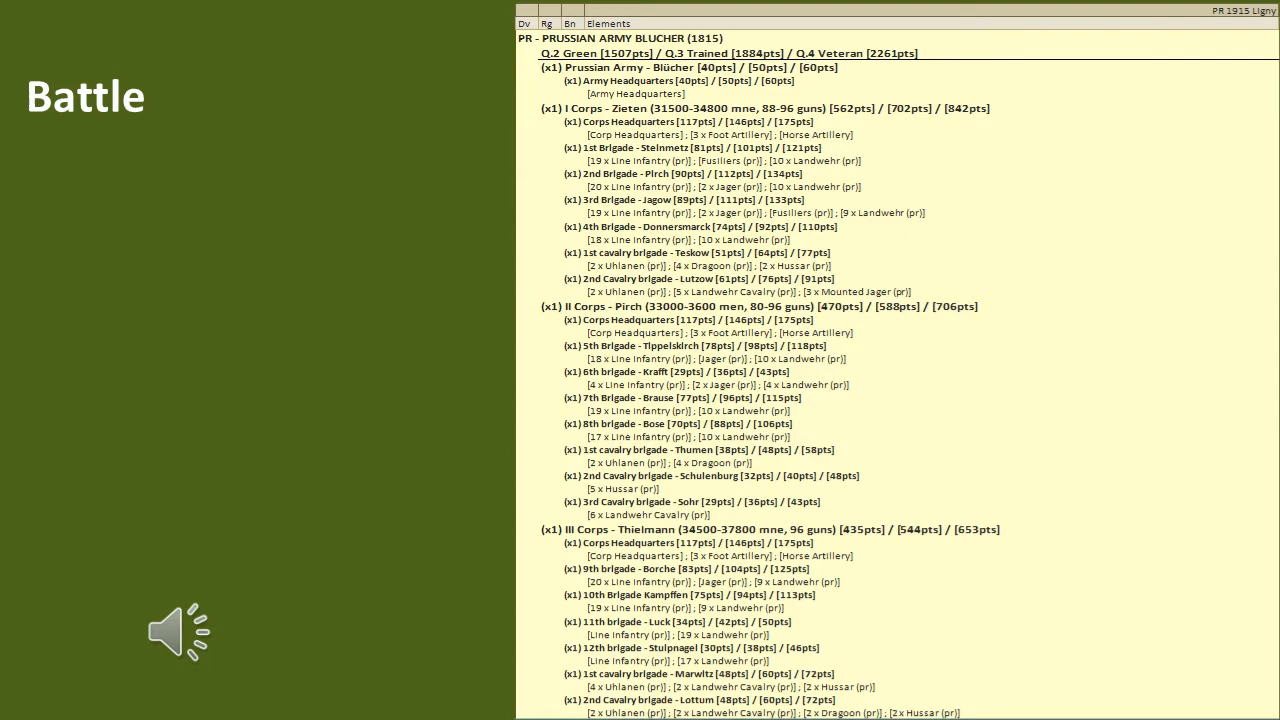 PR 1915 Ligny
Dv Rg Bn Elements
PR - PRUSSIAN ARMY BLUCHER (1815)
Q.2 Green [1507pts] / Q.3 Trained [1884pts] / Q.4 Veteran [2261pts]
(x1) Prussian Army - Blücher [40pts] / [50pts] / [60pts]
Battle
(x1) Army Headquarters [40pts] / [50pts] / [60pts]
[Army Headquarters]
(x1) I Corps - Zieten (31500-34800 mne, 88-96 guns) [562pts] / [702pts] / [842pts]
(x1) Corps Headquarters [117pts] / [146pts] / [175pts]
[Corp Headquarters] ; [3 x Foot Artillery] ; [Horse Artillery]
(x1) 1st Brigade - Steinmetz [81pts] / [101pts] / [121pts]
[19 x Line Infantry (pr)] ; [Fusiliers (pr)] ; [10 x Landwehr (pr)]
(x1) 2nd Brigade - Pirch [90pts] / [112pts] / [134pts]
[20 x Line Infantry (pr)] ; [2 x Jager (pr)] ; [10 x Landwehr (pr)]
(x1) 3rd Brigade - Jagow [89pts] / [111pts] / [133pts]
[19 x Line Infantry (pr)] ; [2 x Jager (pr)] ; [Fusiliers (pr)] ; [9 x Landwehr (pr)]
(x1) 4th Brigade - Donnersmarck [74pts] / [92pts] / [110pts]
[18 x Line Infantry (pr)] ; [10 x Landwehr (pr)]
(x1) 1st cavalry brigade - Teskow [51pts] / [64pts] / [77pts]
[2 x Uhlanen (pr)] ; [4 x Dragoon (pr)] ; [2 x Hussar (pr)]
(x1) 2nd Cavalry brigade - Lutzow [61pts] / [76pts] / [91pts]
[2 x Uhlanen (pr)] ; [5 x Landwehr Cavalry (pr)] ; [3 x Mounted Jager (pr)]
(x1) II Corps - Pirch (33000-3600 men, 80-96 guns) [470pts] / [588pts] / [706pts]
(x1) Corps Headquarters [117pts] / [146pts] / [175pts]
[Corp Headquarters] ; [3 x Foot Artillery] ; [Horse Artillery]
(x1) 5th Brigade - Tippelskirch [78pts] / [98pts] / [118pts]
[18 x Line Infantry (pr)] ; [Jager (pr)] ; [10 x Landwehr (pr)]
(x1) 6th brigade - Krafft [29pts] / [36pts] / [43pts]
[4 x Line Infantry (pr)] ; [2 x Jager (pr)] ; [4 x Landwehr (pr)]
(x1) 7th Brigade - Brause [77pts] / [96pts] / [115pts]
[19 x Line Infantry (pr)] ; [10 x Landwehr (pr)]
(x1) 8th brigade - Bose [70pts] / [88pts] / [106pts]
[17 x Line Infantry (pr)] ; [10 x Landwehr (pr)]
(x1) 1st cavalry brigade - Thumen [38pts] / [48pts] / [58pts]
[2 x Uhlanen (pr)] ; [4 x Dragoon (pr)]
(x1) 2nd Cavalry brigade - Schulenburg [32pts] / [40pts] / [48pts]
[5 x Hussar (pr)]
(x1) 3rd Cavalry brigade - Sohr [29pts] / [36pts] / [43pts]
[6 x Landwehr Cavalry (pr)]
(x1) III Corps - Thielmann (34500-37800 mne, 96 guns) [435pts] / [544pts] / [653pts]
(x1) Corps Headquarters [117pts] / [146pts] / [175pts]
[Corp Headquarters] ; [3 x Foot Artillery] ; [Horse Artillery]
(x1) 9th brigade - Borche [83pts] / [104pts] / [125pts]
[20 x Line Infantry (pr)] ; [Jager (pr)] ; [9 x Landwehr (pr)]
(x1) 10th Brigade Kampffen [75pts] / [94pts] / [113pts]
[19 x Line Infantry (pr)] ; [9 x Landwehr (pr)]
(x1) 11th brigade - Luck [34pts] / [42pts] / [50pts]
[Line Infantry (pr)] ; [19 x Landwehr (pr)]
(x1) 12th brigade - Stulpnagel [30pts] / [38pts] / [46pts]
[Line Infantry (pr)] ; [17 x Landwehr (pr)]
(x1) 1st cavalry brigade - Marwitz [48pts] / [60pts] / [72pts]
[4 x Uhlanen (pr)] ; [2 x Landwehr Cavalry (pr)] ; [2 x Hussar (pr)]
(x1) 2nd Cavalry brigade - Lottum [48pts] / [60pts] / [72pts]
[2 x Uhlanen (pr)] ; [2 x Landwehr Cavalry (pr)] ; [2 x Dragoon (pr)] ; [2 x Hussar (pr)]